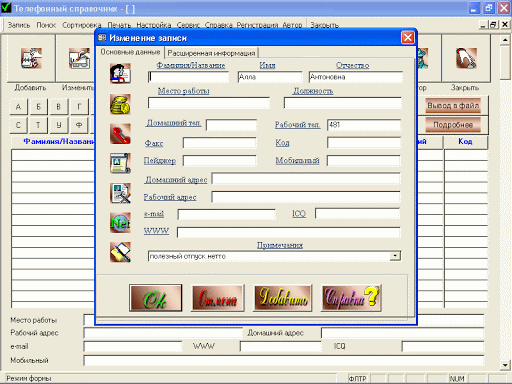 Телефонный справочник - [ ]
Запись Поиск Сортировка Печать Настройка Сервис Справка Регистрация Автор Закрыть
Добавить Изменить Закрыть
Изменение записи
Основные данные Расширенная информация
Фамилия/Название Имя Отчество
Алла Антоновна
Место работы Должность
Домашний тел. Рабочий тел. 481
Факс Код
Пейджер Мобильный
Домашний адрес
Рабочий адрес
e-mail ICQ
WWW
Примечания
полезный отпуск нетто
Ok Отмена Добавить Справка ?
А Б В Г
С Т У Ф
Вывод в файл
Подробнее
Фамилия/Назва Код
Место работы
Рабочий адрес Домашний адрес
e-mail WWW ICQ
Мобильный
Режим формы ФЛТР NUM